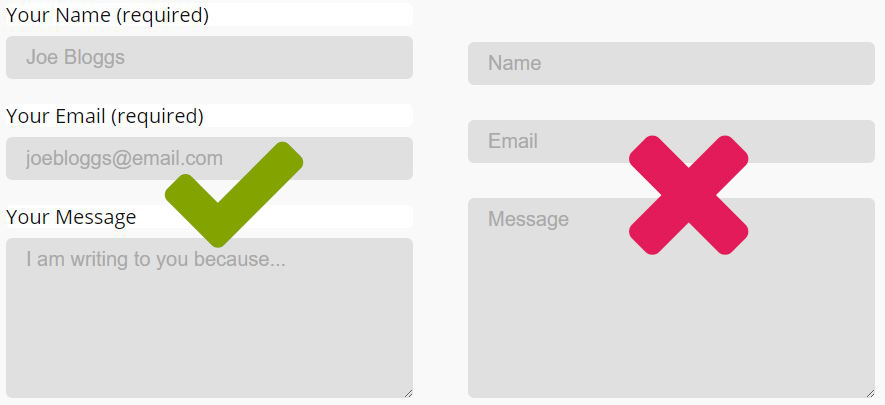 Your Name (required)
Joe Bloggs
Your Email (required)
joebloggs@email.com
Your Message
I am writing to you because...
Name
Email
Message